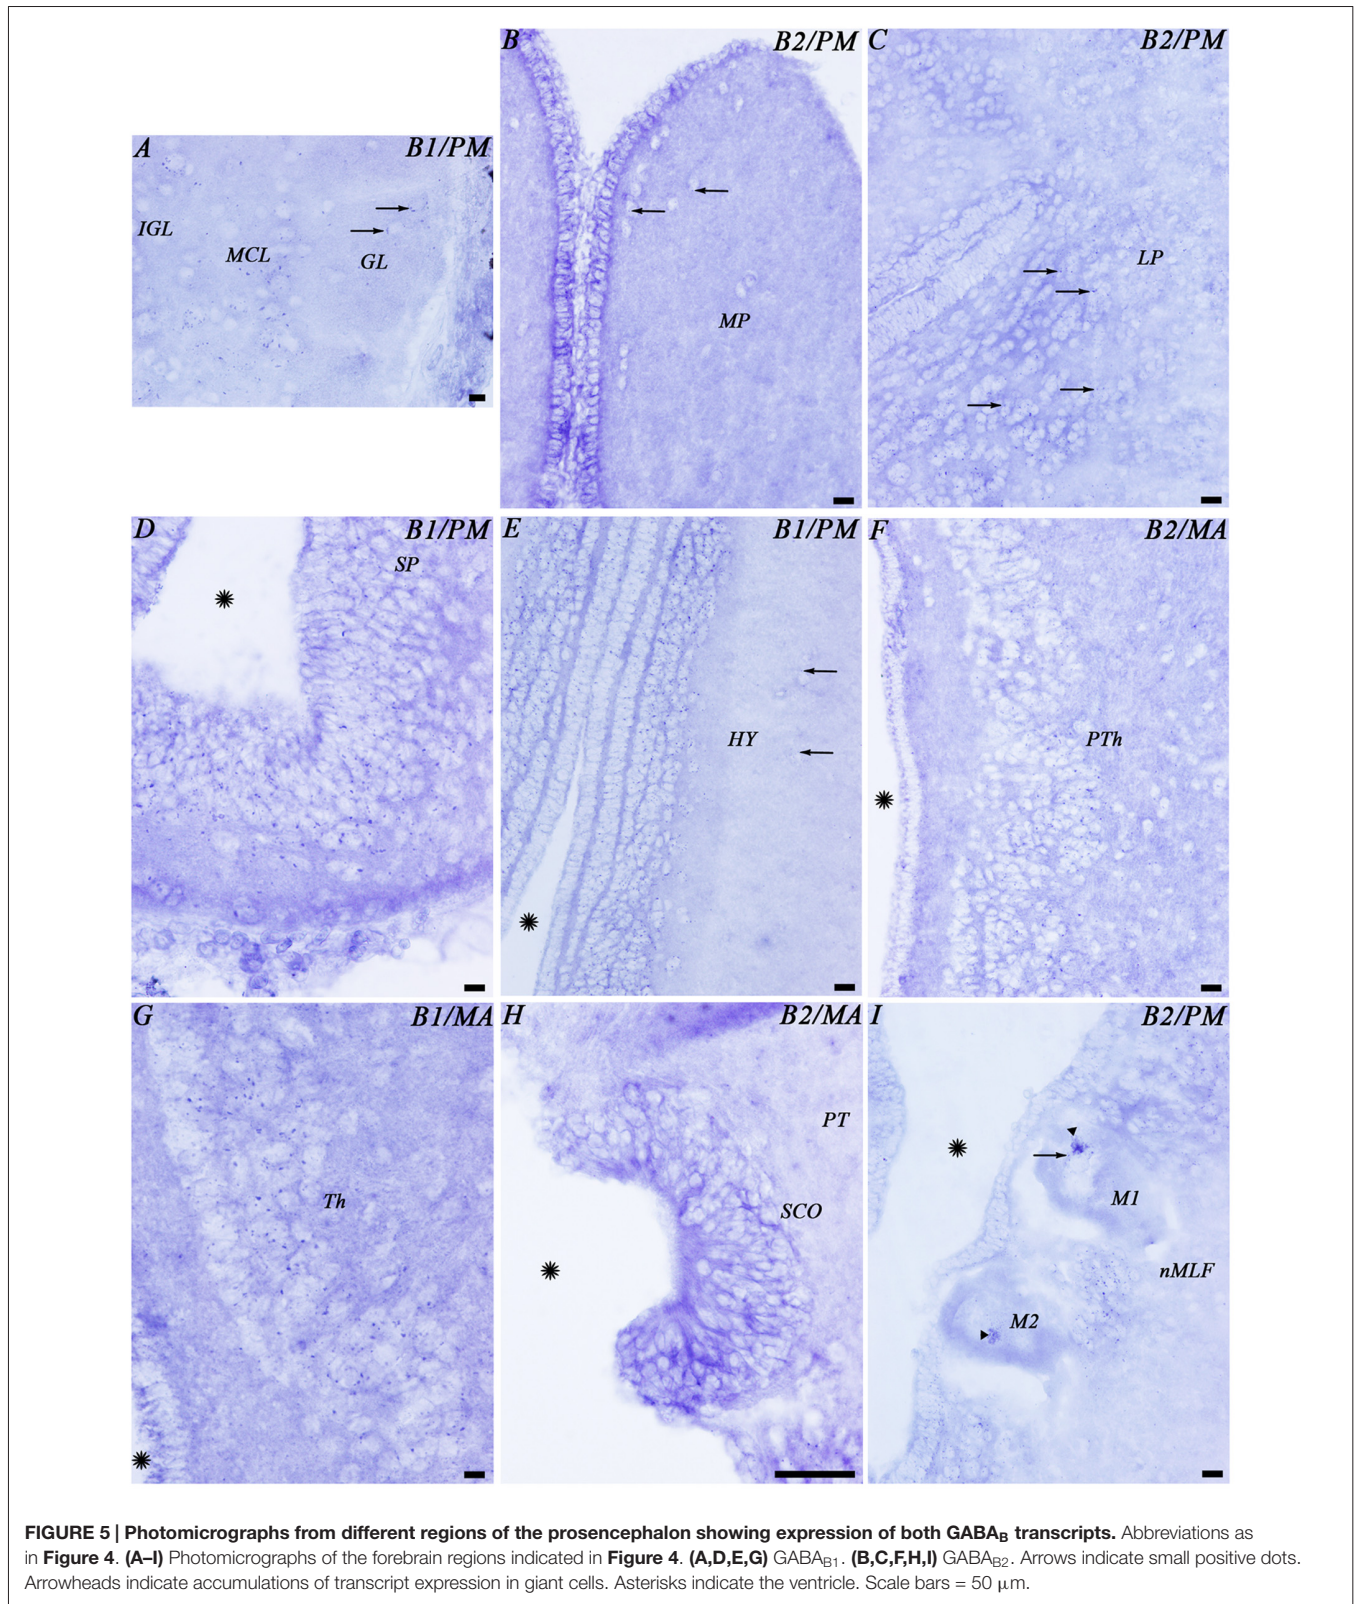 A B1/PM
IGL
MCL
GL
B B2/PM
MP
C B2/PM
LP
D B1/PM
SP
E B1/PM
HY
F B2/MA
PTh
G B1/MA
Th
H B2/MA
PT
SCO
I B2/PM
M1
nMLF
M2
FIGURE 5 | Photomicrographs from different regions of the prosencephalon showing expression of both GABAB transcripts. Abbreviations as
in Figure 4. (A–I) Photomicrographs of the forebrain regions indicated in Figure 4. (A,D,E,G) GABAB1. (B,C,F,H,I) GABAB2. Arrows indicate small positive dots.
Arrowheads indicate accumulations of transcript expression in giant cells. Asterisks indicate the ventricle. Scale bars = 50 μm.